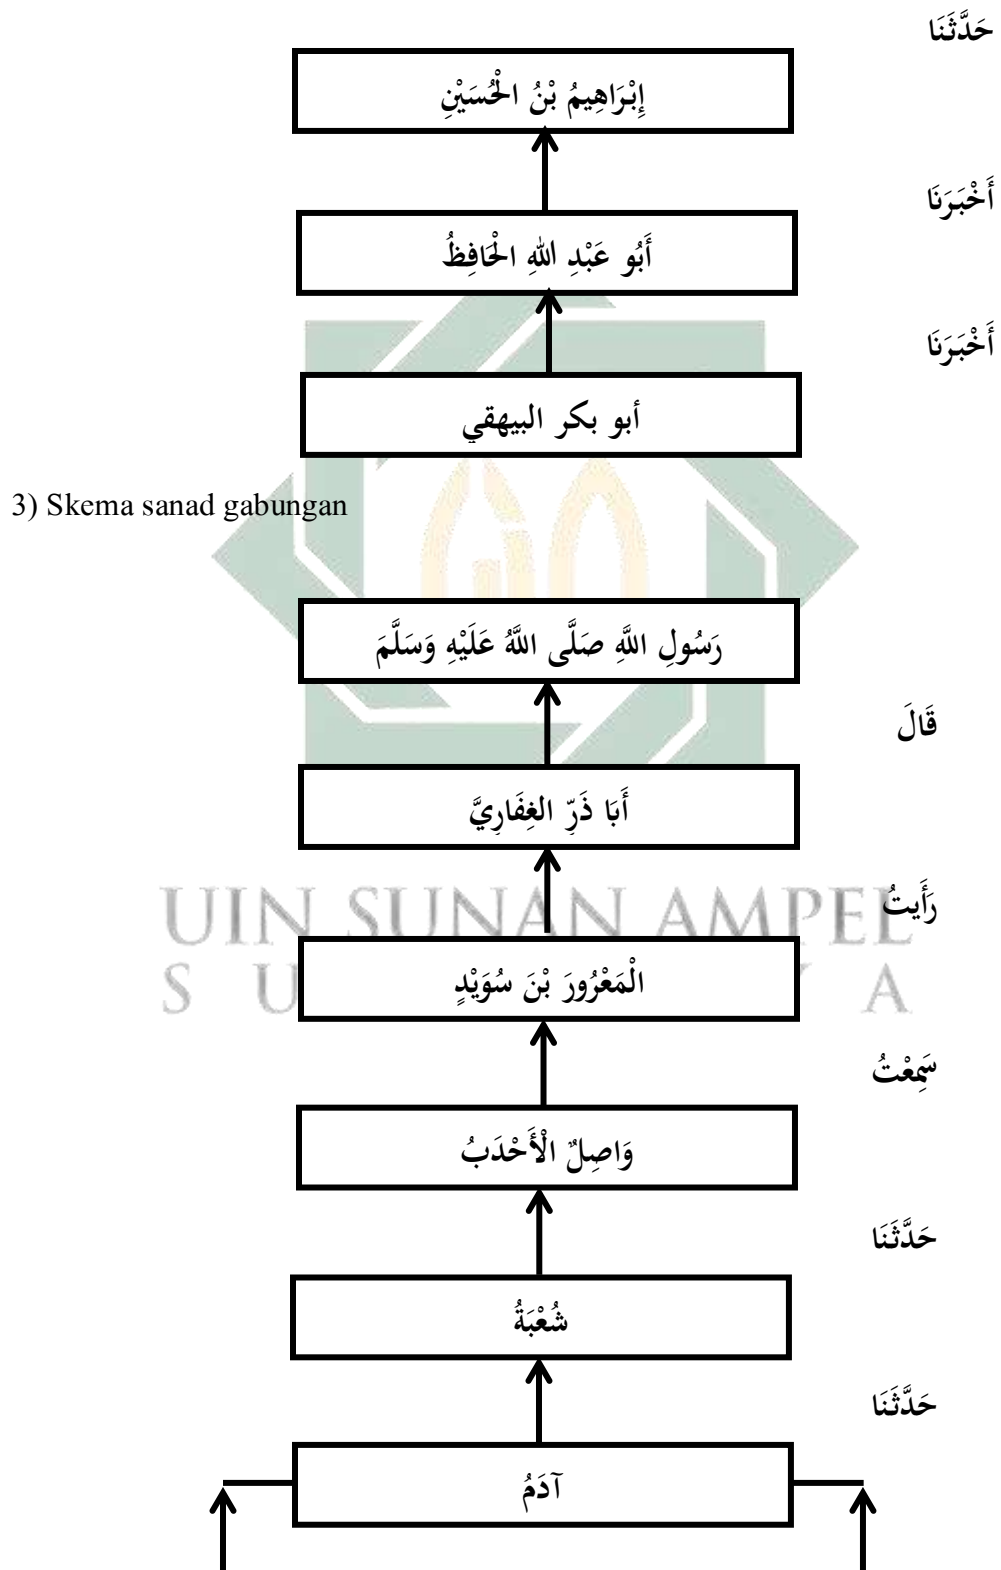 حَدَّثَنَا
إِبْرَاهِيمُ بْنُ الْحُسَيْنِ
أَخْبَرَنَا
أَبُو عَبْدِ اللهِ الْحَافِظُ
أَخْبَرَنَا
أبو بكر البيهقي
3) Skema sanad gabungan
رَسُولِ اللَّهِ صَلَّى اللَّهُ عَلَيْهِ وَسَلَّمَ
قَالَ
أَبَا ذَرّ الغِفَارِيَّ
رَأَيتُ
UIN SUNAN AMPEL
الْمَعْرُورَ بْنَ سُوَيْدٍ
سَمِعْتُ
وَاصِلٌ الْأَحْدَبُ
حَدَّثَنَا
شُعْبَةُ
حَدَّثَنَا
آدَمُ